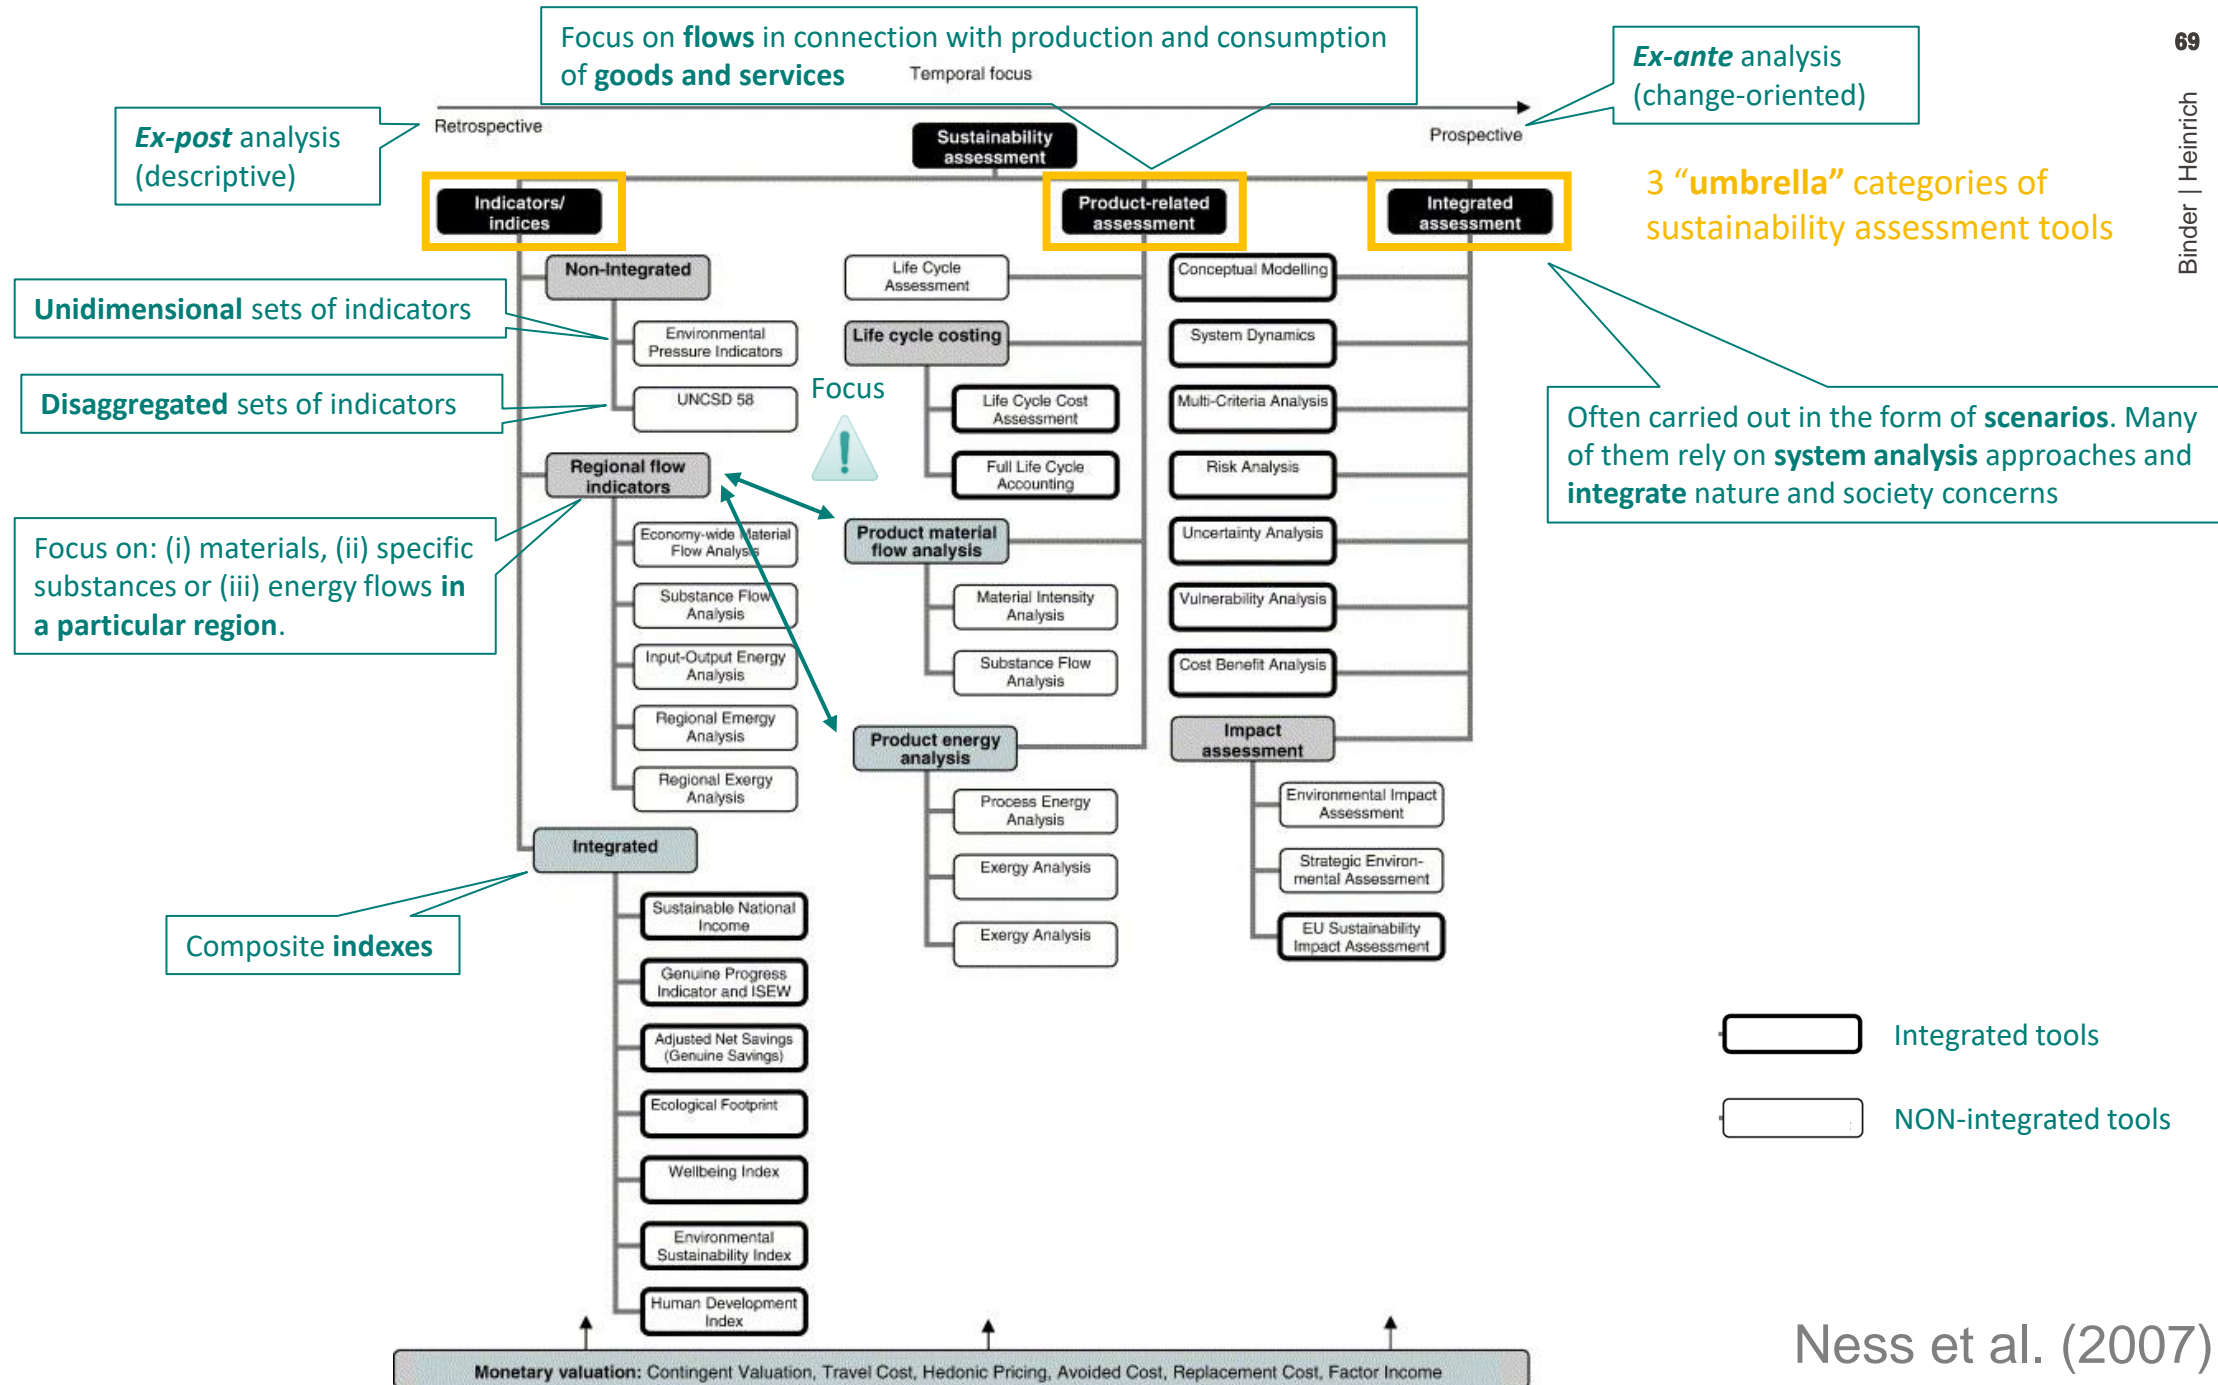 Focus on flows in connection with production and consumption
of goods and services
Temporal focus
Ex-ante analysis
(change-oriented)
69
Binder | Heinrich
Ex-post analysis
(descriptive)
Retrospective
Prospective
Sustainability
assessment
3 “umbrella” categories of
sustainability assessment tools
Indicators/
indices
Product-related
assessment
Integrated
assessment
Non-Integrated
Unidimensional sets of indicators
Environmental
Pressure Indicators
Disaggregated sets of indicators
UNCSD 58
Focus
Regional flow
indicators
Focus on: (i) materials, (ii) specific
substances or (iii) energy flows in
a particular region.
Economy-wide Material
Flow Analysis
Substance Flow
Analysis
Input-Output Energy
Analysis
Regional Emergy
Analysis
Regional Exergy
Analysis
Integrated
Composite indexes
Sustainable National
Income
Genuine Progress
Indicator and ISEW
Adjusted Net Savings
(Genuine Savings)
Ecological Footprint
Wellbeing Index
Environmental
Sustainability Index
Human Development
Index
Life Cycle
Assessment
Life cycle costing
Life Cycle Cost
Assessment
Full Life Cycle
Accounting
Product material
flow analysis
Material Intensity
Analysis
Substance Flow
Analysis
Product energy
analysis
Process Energy
Analysis
Exergy Analysis
Exergy Analysis
Conceptual Modelling
System Dynamics
Multi-Criteria Analysis
Risk Analysis
Uncertainty Analysis
Vulnerability Analysis
Cost Benefit Analysis
Impact
assessment
Environmental Impact
Assessment
Strategic Environ-
mental Assessment
EU Sustainability
Impact Assessment
Often carried out in the form of scenarios. Many
of them rely on system analysis approaches and
integrate nature and society concerns
Integrated tools
NON-integrated tools
Monetary valuation: Contingent Valuation, Travel Cost, Hedonic Pricing, Avoided Cost, Replacement Cost, Factor Income
Ness et al. (2007)